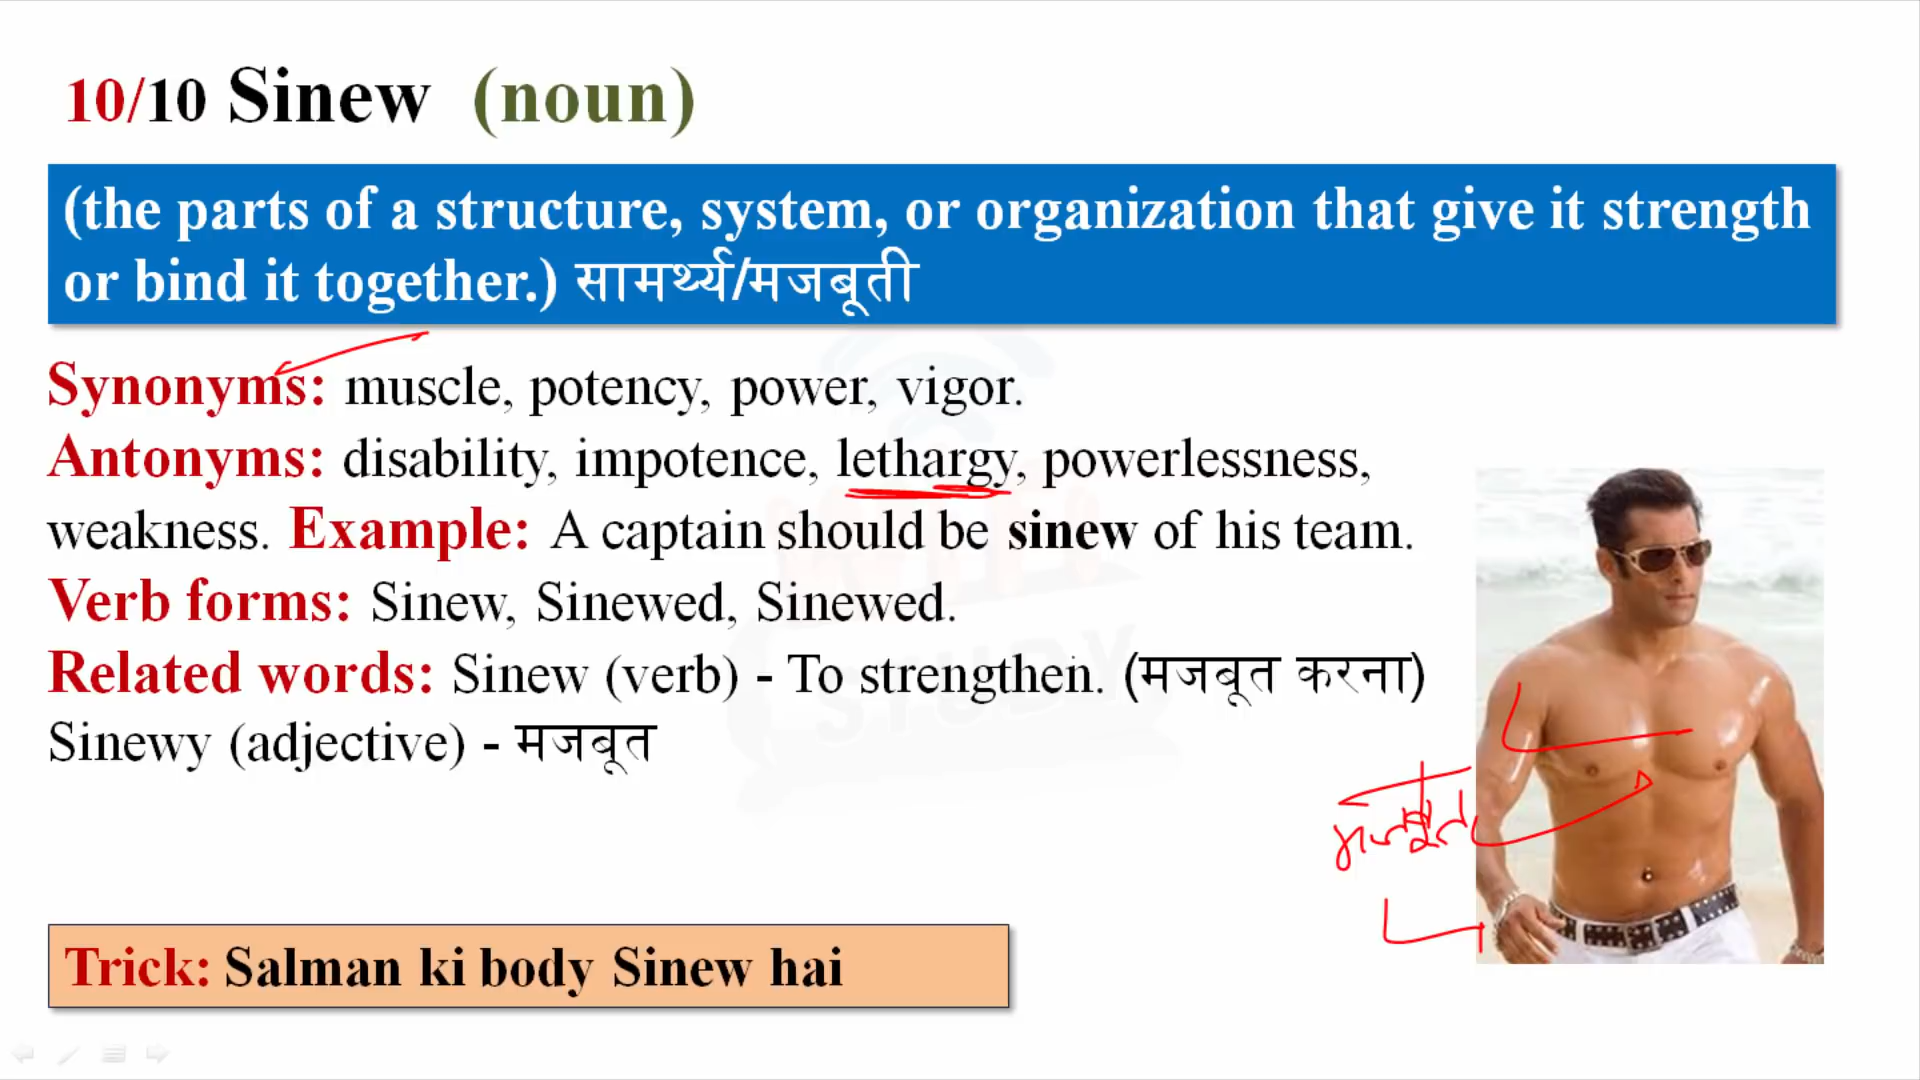 10/10 Sinew (noun)
(the parts of a structure, system, or organization that give it strength
or bind it together.) सामर्थ्य/मजबूती
Synonyms: muscle, potency, power, vigor.
Antonyms: disability, impotence, lethargy, powerlessness,
weakness. Example: A captain should be sinew of his team.
Verb forms: Sinew, Sinewed, Sinewed.
Related words: Sinew (verb) - To strengthen. (मजबूत करना)
Sinewy (adjective) - मजबूत
मजबूत
Trick: Salman ki body Sinew hai
STUDY